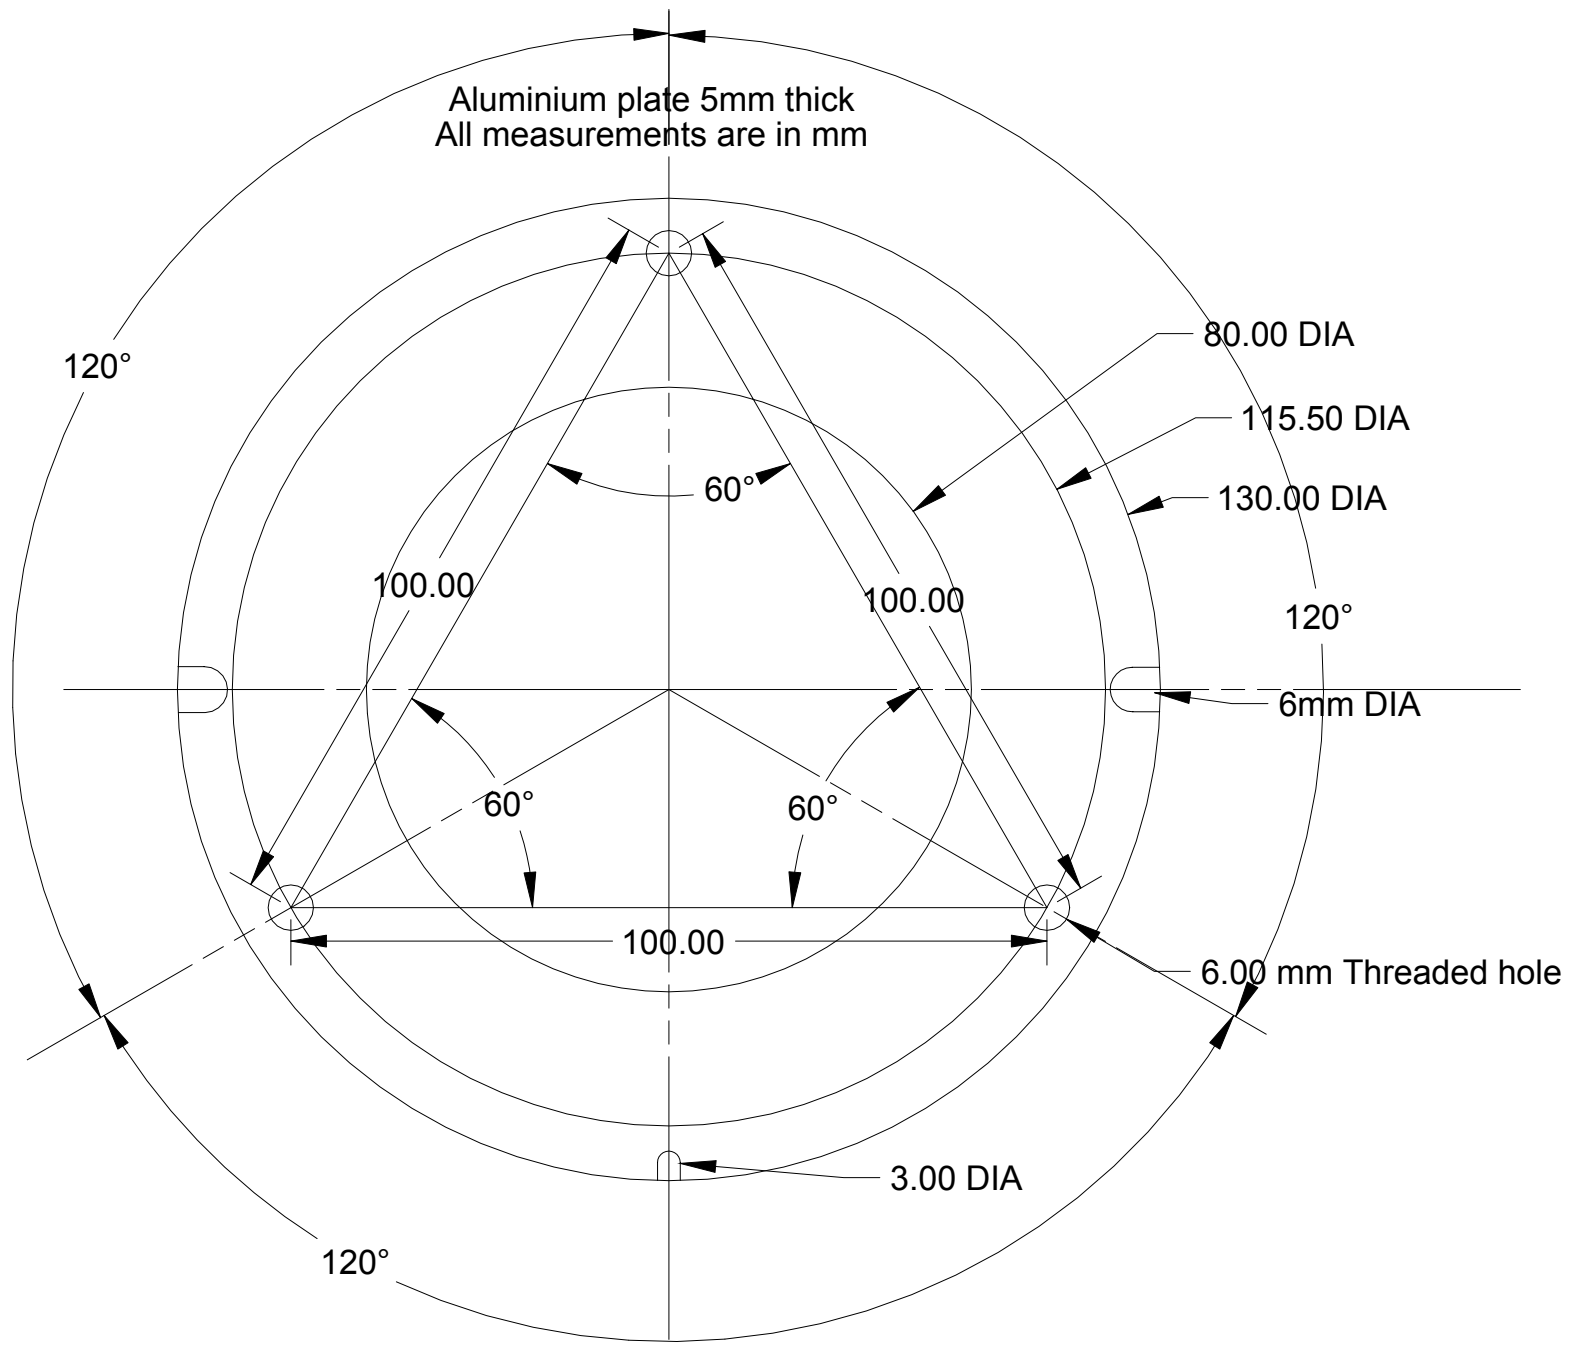 Aluminium plate 5mm thick
All measurements are in mm
80.00 DIA
120°
115.50 DIA
60°
130.00 DIA
100.00
100.00
120°
6mm DIA
60°
60°
100.00
6.00 mm Threaded hole
3.00 DIA
120°